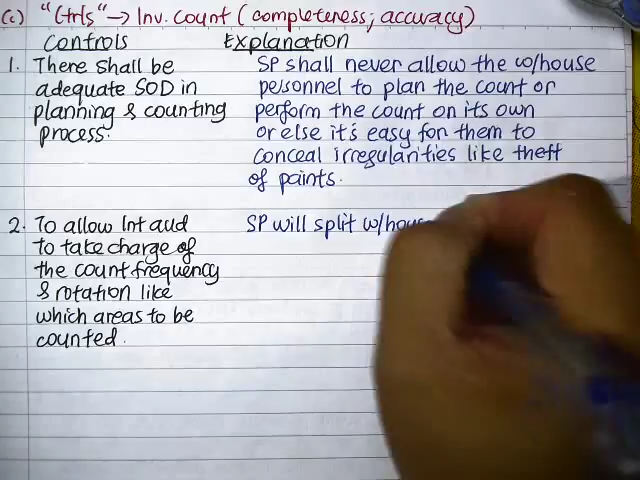 (c) "Ctrls" → Inv. count (completeness, accuracy)
Controls Explanation
1. There shall be SP shall never allow the w/house
adequate SOD in personnel to plan the count or
planning & counting perform the count on its own
process. or else it's easy for them to
conceal irregularities like theft
of paints.
2. To allow Int aud SP will split w/hous
to take charge of
the count frequency
& rotation like
which areas to be
counted.